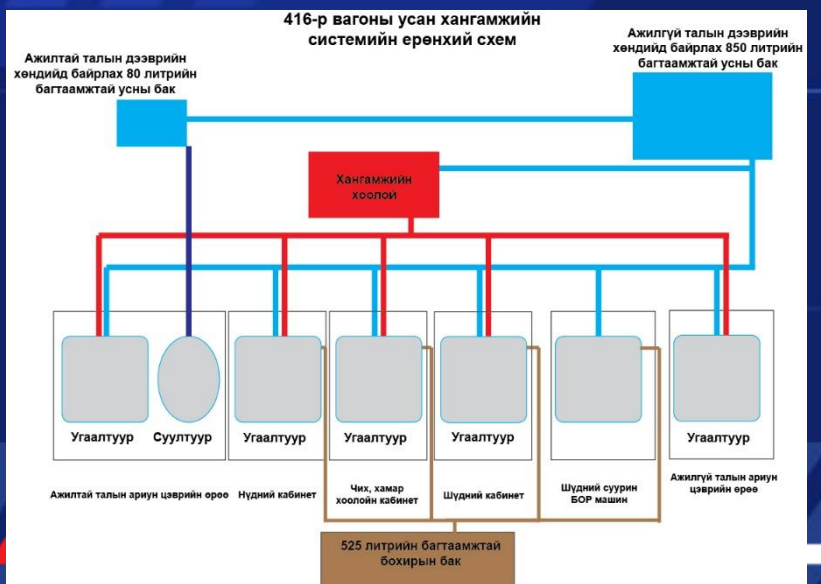 416-р вагоны усан хангамжийн
системийн ерөнхий схем
Ажилтай талын дээврийн
хөндийд байрлах 80 литрийн
багтаамжтай усны бак
Ажилгүй талын дээврийн
хөндийд байрлах 850 литрийн
багтаамжтай усны бак
Хангамжийн
хоолой
Угаалтуур
Суултуур
Угаалтуур
Угаалтуур
Угаалтуур
Угаалтуур
Ажилтай талын ариун цэврийн өрөө
Нүдний кабинет
Чих, хамар
хоолойн кабинет
Шүдний кабинет
Шүдний суурин
БОР машин
Ажилгүй талын ариун
цэврийн өрөө
525 литрийн багтаамжтай
бохирын бак